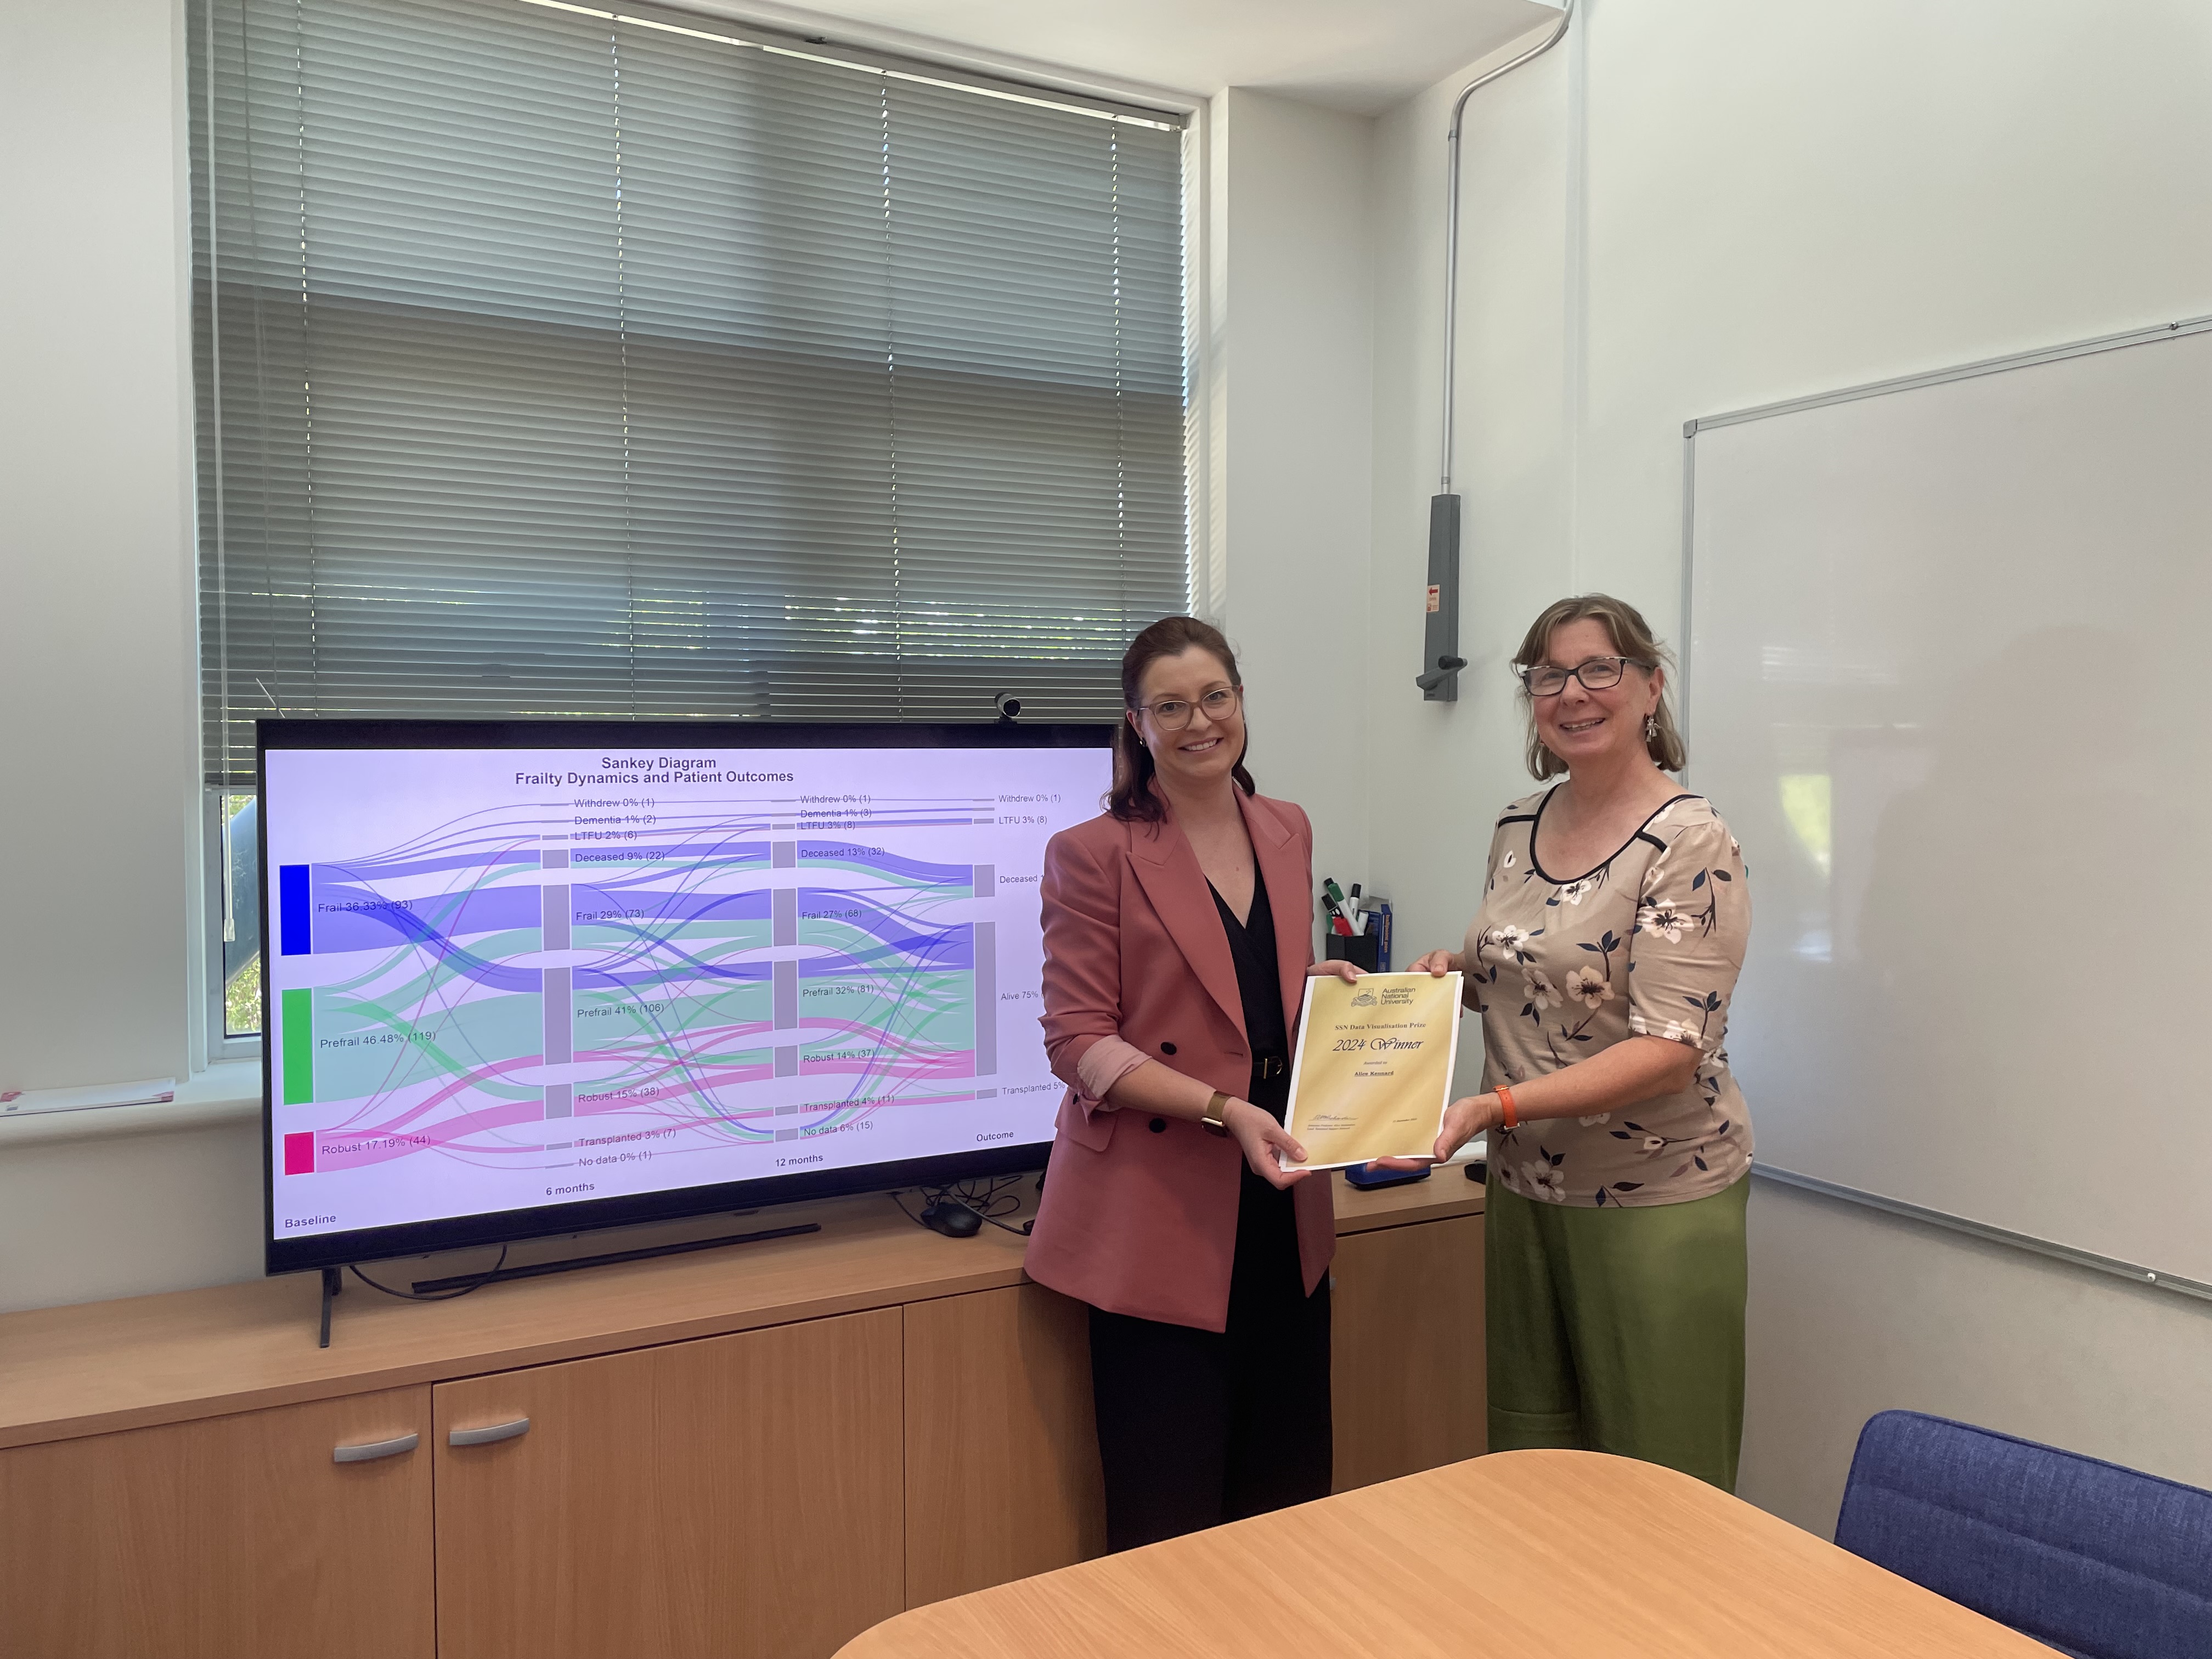 Sankey Diagram
Frailty Dynamics and Patient Outcomes
Withdrew 0% (1)
Dementia 1% (2)
LTFU 2% (6)
Deceased 9% (22)
Frail 29% (73)
Prefrail 41% (106)
Robust 15% (38)
Transplanted 3% (7)
No data 0% (1)
6 months
Withdrew 0% (1)
Dementia 1% (3)
LTFU 3% (8)
Deceased 13% (32)
Frail 27% (68)
Prefrail 32% (81)
Robust 14% (37)
Transplanted 4% (11)
No data 6% (15)
12 months
Withdrew 0% (1)
LTFU 3% (8)
Deceased
Alive 75%
Transplanted 5%
Outcome
Frail 36.33% (93)
Prefrail 46.48% (119)
Robust 17.19% (44)
Baseline
Australian
National
University
SSN Data Visualisation Prize
2024 Winner
Awarded to
Alice Kennard